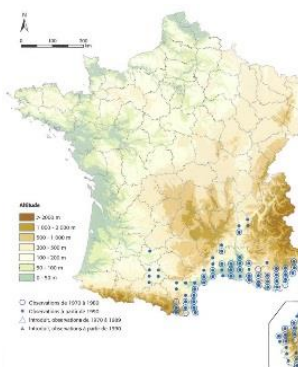 N
0 100 200
km
Altitude
> 2000 m
1 000 - 2 000 m
500 - 1 000 m
200 - 500 m
100 - 200 m
50 - 100 m
0 - 50 m
Observations de 1970 à 1989
Observations à partir de 1990
Introduit, observations de 1970 à 1989
Introduit, observations à partir de 1990